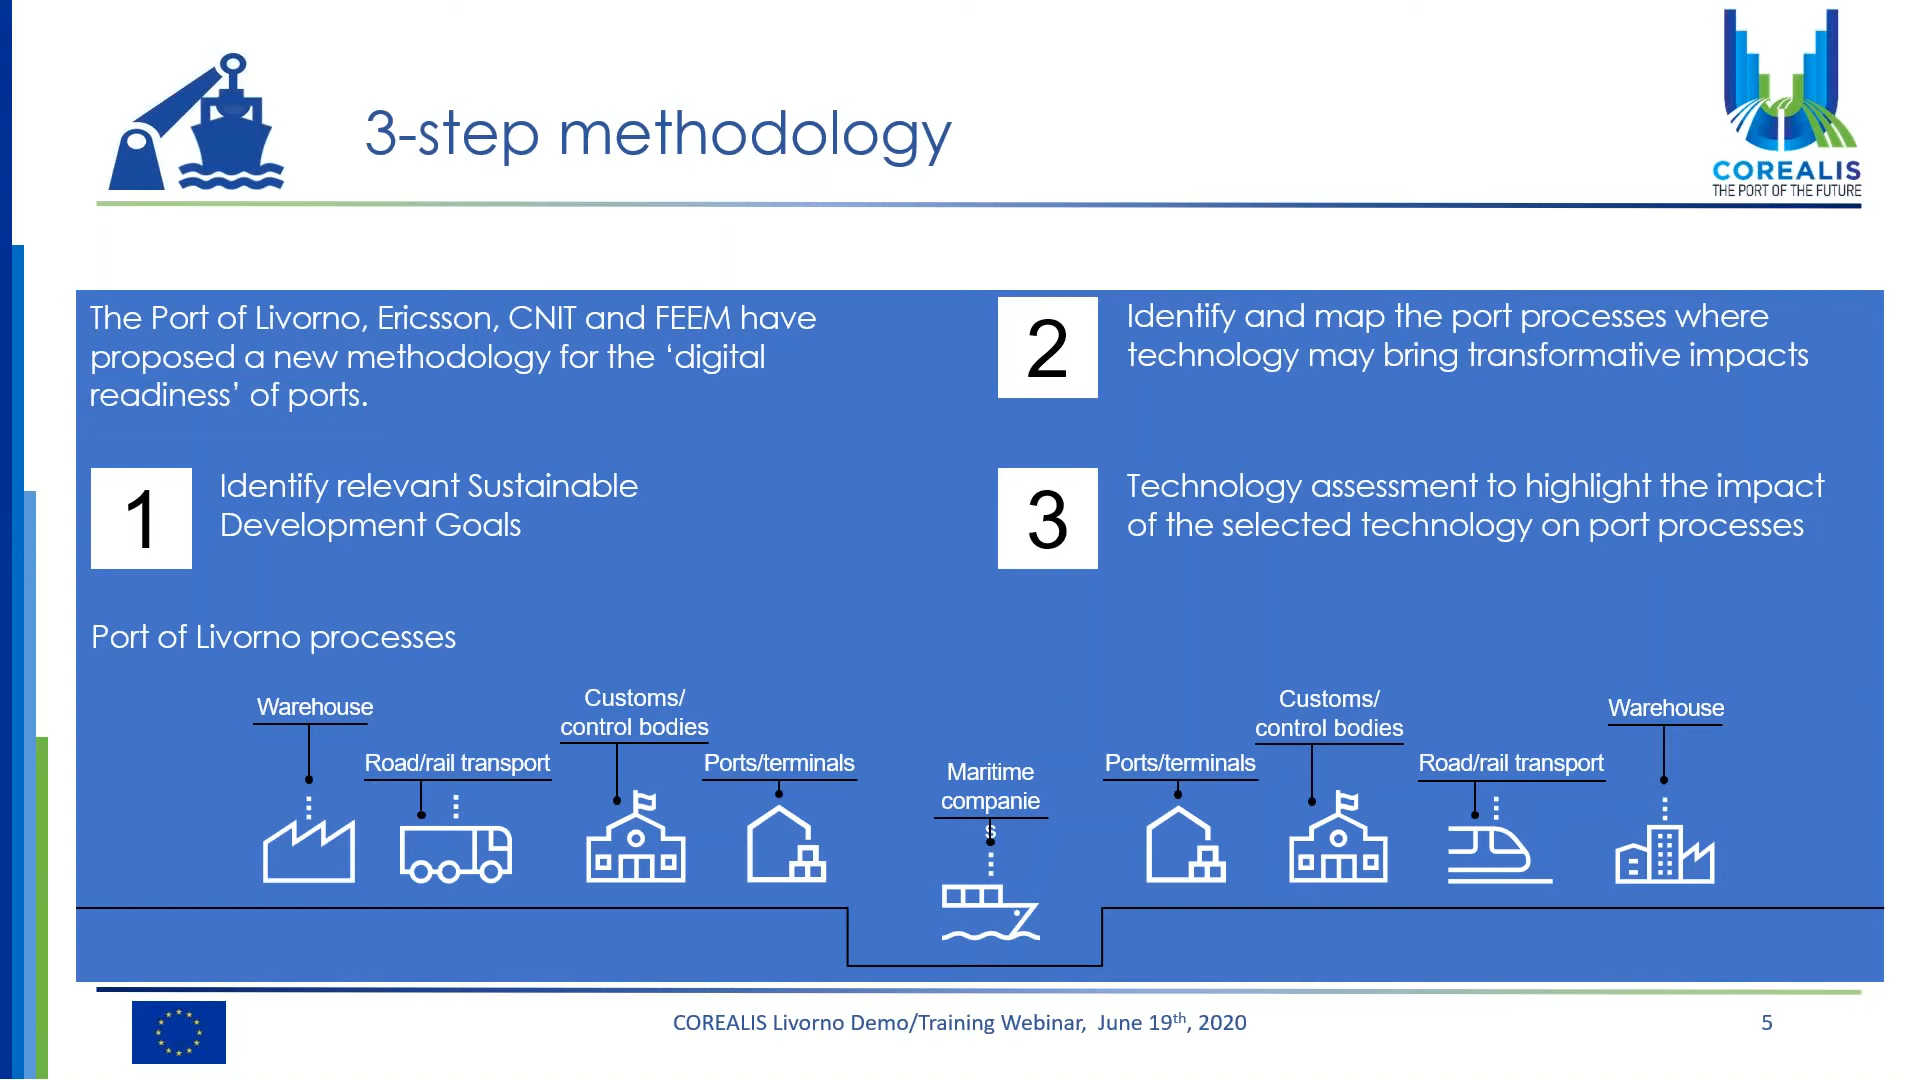 3-step methodology
COREALIS
THE PORT OF THE FUTURE
The Port of Livorno, Ericsson, CNIT and FEEM have
proposed a new methodology for the ‘digital
readiness’ of ports.
1
Identify relevant Sustainable
Development Goals
2
Identify and map the port processes where
technology may bring transformative impacts
3
Technology assessment to highlight the impact
of the selected technology on port processes
Port of Livorno processes
Warehouse
Road/rail transport
Customs/
control bodies
Ports/terminals
Maritime
companie
s
Ports/terminals
Customs/
control bodies
Road/rail transport
Warehouse
COREALIS Livorno Demo/Training Webinar, June 19th, 2020
5